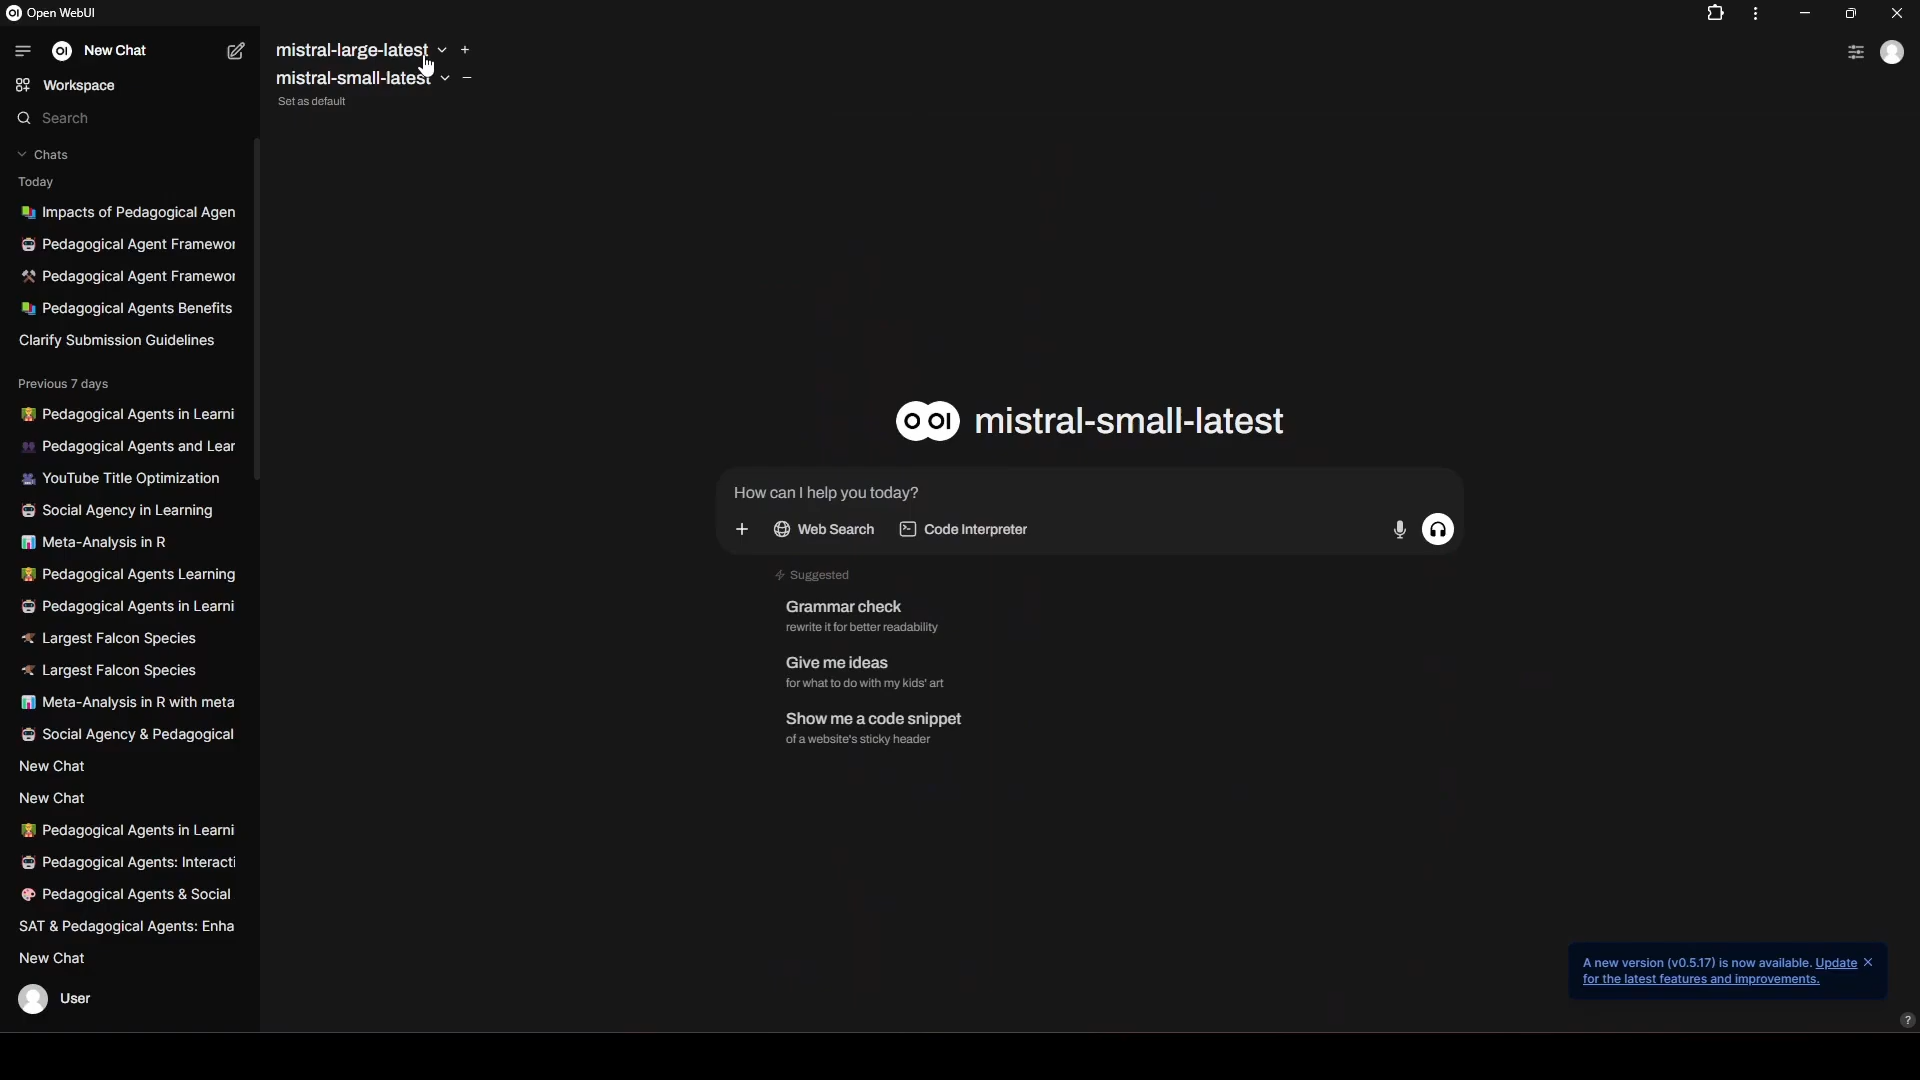 Open WebUI
New Chat
Workspace
Search
Chats
Today
Impacts of Pedagogical Agen
Pedagogical Agent Framewor
Pedagogical Agent Framewor
Pedagogical Agents Benefits
Clarify Submission Guidelines
Previous 7 days
Pedagogical Agents in Learni
Pedagogical Agents and Lear
YouTube Title Optimization
Social Agency in Learning
Meta-Analysis in R
Pedagogical Agents Learning
Pedagogical Agents in Learni
Largest Falcon Species
Largest Falcon Species
Meta-Analysis in R with meta
Social Agency & Pedagogical
New Chat
New Chat
Pedagogical Agents in Learni
Pedagogical Agents: Interacti
Pedagogical Agents & Social
SAT & Pedagogical Agents: Enha
New Chat
User
mistral-large-latest
mistral-small-latest
Set as default
OI mistral-small-latest
How can I help you today?
Web Search Code Interpreter
Suggested
Grammar check
rewrite it for better readability
Give me ideas
for what to do with my kids' art
Show me a code snippet
of a website's sticky header
A new version (v0.5.17) is now available. Update
for the latest features and improvements.
?